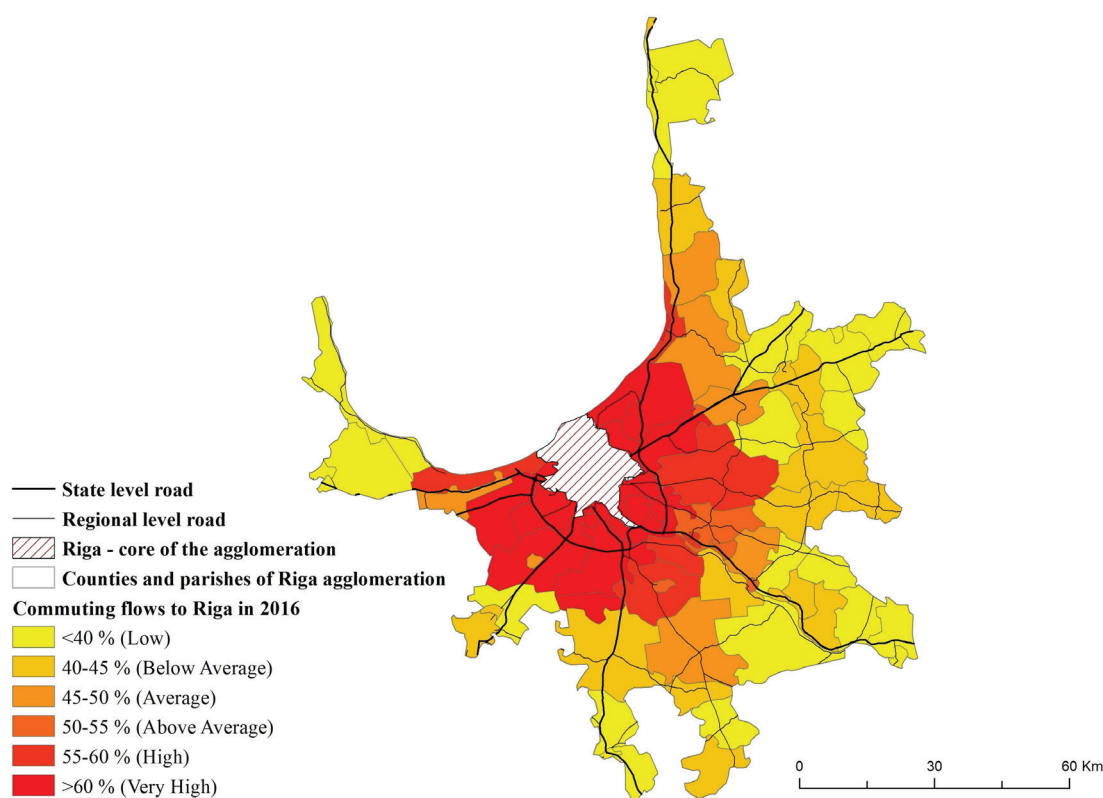 State level road
Regional level road
Riga - core of the agglomeration
Counties and parishes of Riga agglomeration
Commuting flows to Riga in 2016
<40 % (Low)
40-45 % (Below Average)
45-50 % (Average)
50-55 % (Above Average)
55-60 % (High)
>60 % (Very High)
0 30 60 Km